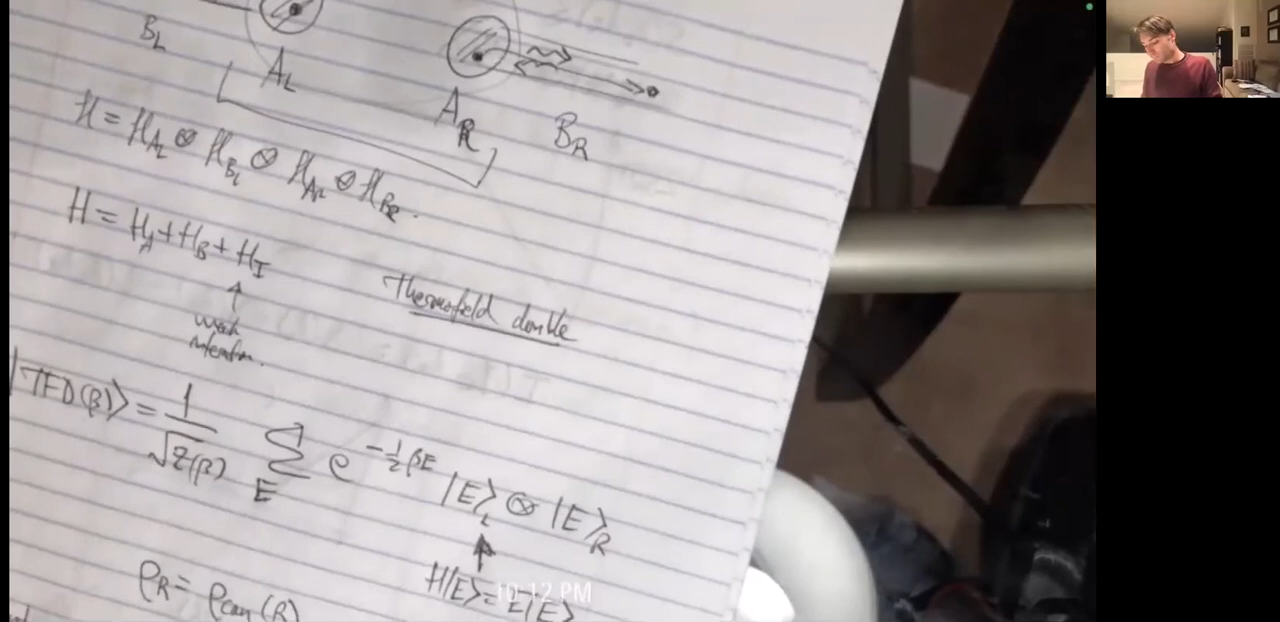 B_L
A_L
A_R
B_R
H = H_{A_L} ⊗ H_{B_L} ⊗ H_{A_R} ⊗ H_{B_R}.
H = H_A + H_B + H_I
↑
weak
Thermofield double
|TFD(β)⟩ = 1/√Z(β) Σ_E e^{-½βE} |E⟩_L ⊗ |E⟩_R
↑
H|E⟩ = E|E⟩
10:12 PM
ρ_R = ρ_can(β)